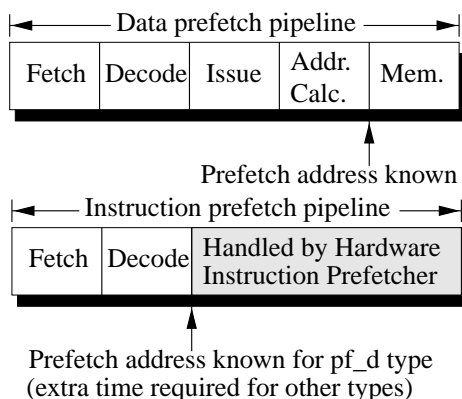 Data prefetch pipeline
Fetch Decode Issue Addr. Calc. Mem.
Prefetch address known
Instruction prefetch pipeline
Fetch Decode Handled by Hardware Instruction Prefetcher
Prefetch address known for pf_d type
(extra time required for other types)